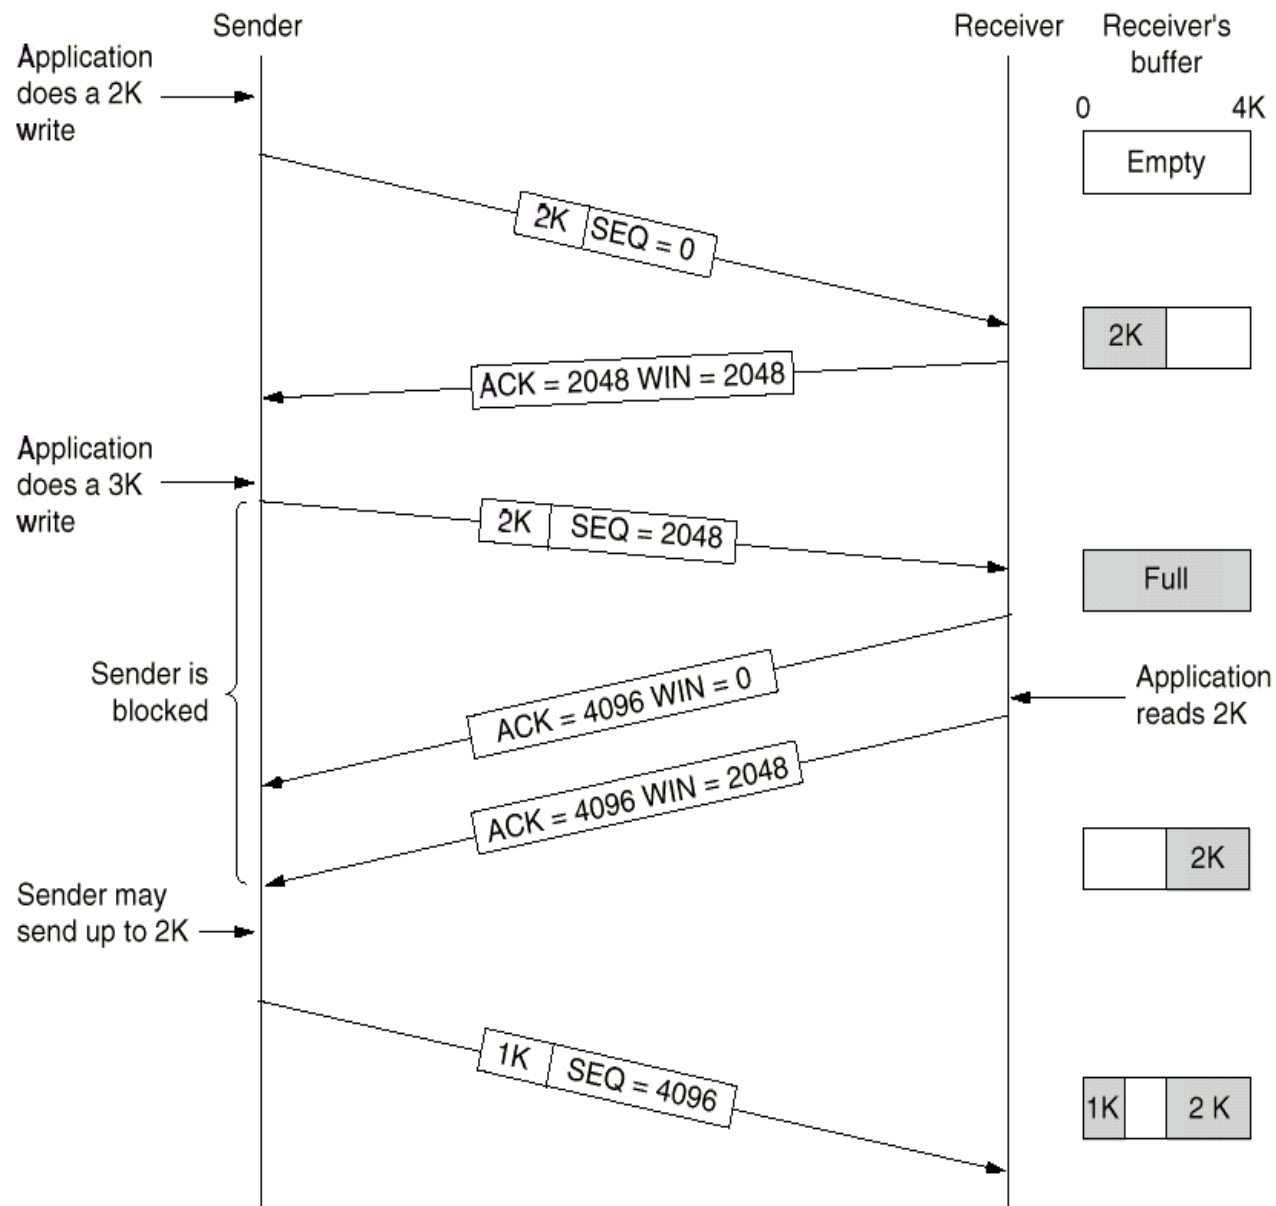 Sender
Receiver
Receiver's
buffer
Application
does a 2K
write
0 4K
Empty
2K SEQ = 0
2K
ACK = 2048 WIN = 2048
Application
does a 3K
write
2K SEQ = 2048
Full
Sender is
blocked
ACK = 4096 WIN = 0
Application
reads 2K
ACK = 4096 WIN = 2048
2K
Sender may
send up to 2K
1K SEQ = 4096
1K 2 K